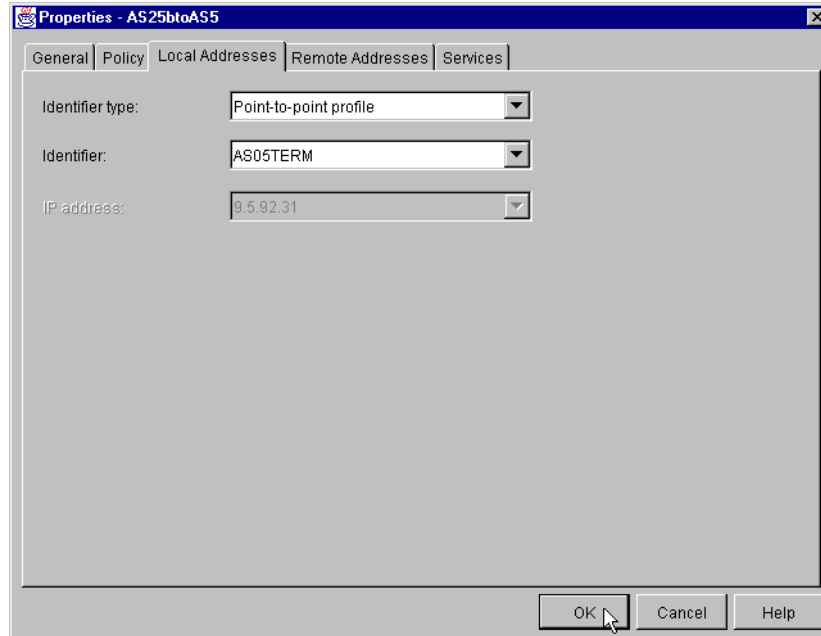 Properties - AS25btoAS5
General Policy Local Addresses Remote Addresses Services
Identifier type: Point-to-point profile
Identifier: AS05TERM
IP address: 9.5.92.31
OK Cancel Help